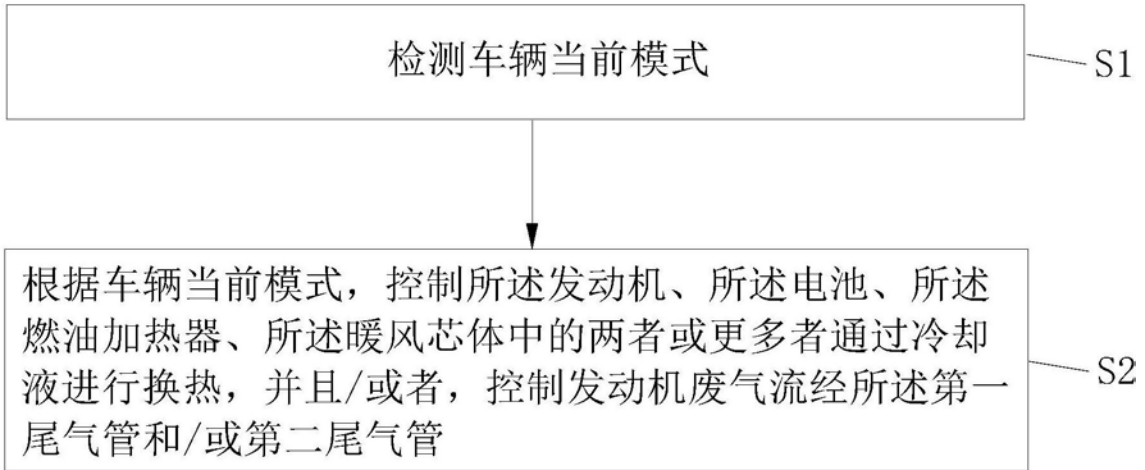 检测车辆当前模式
S1
根据车辆当前模式，控制所述发动机、所述电池、所述
燃油加热器、所述暖风芯体中的两者或更多者通过冷却
液进行换热，并且/或者，控制发动机废气流经所述第一
尾气管和/或第二尾气管
S2